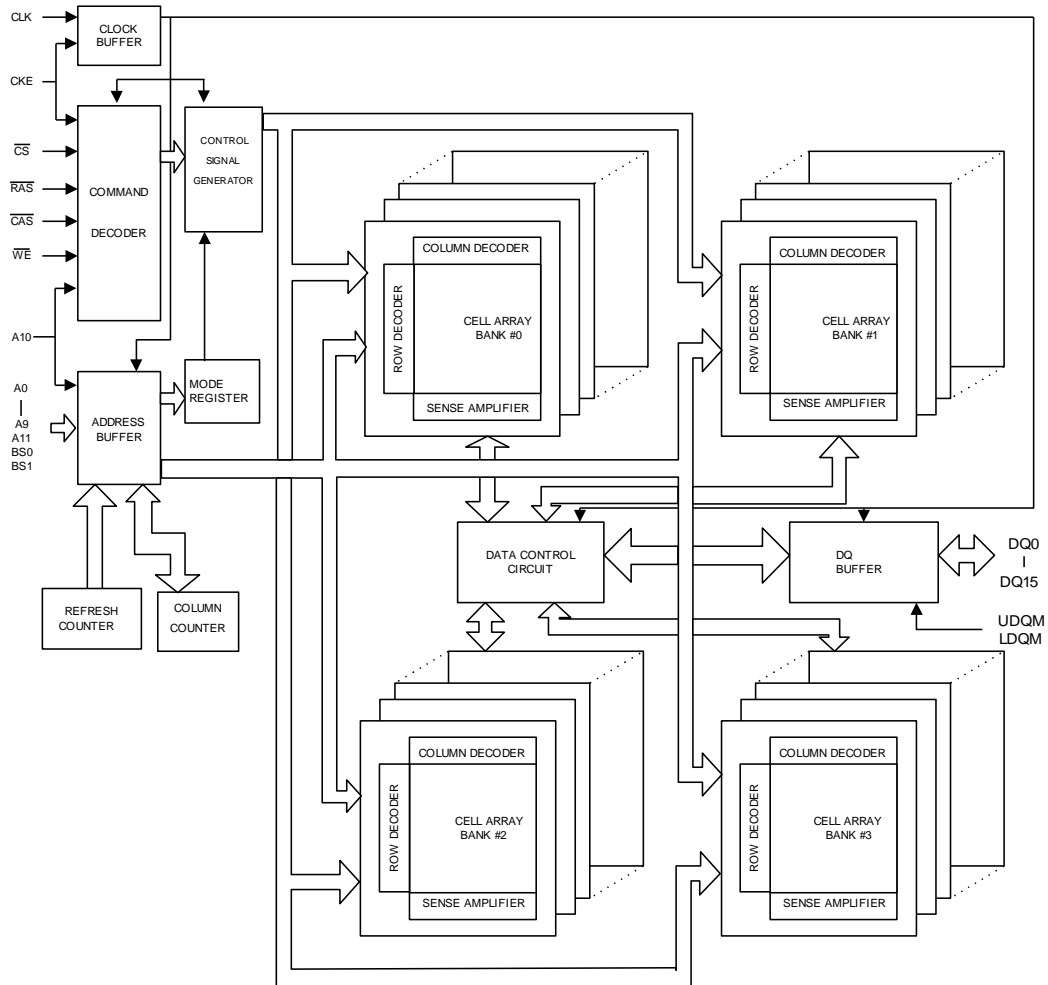 CLK
CLOCK
BUFFER
CKE
CS
RAS
CAS
WE
COMMAND
DECODER
CONTROL
SIGNAL
GENERATOR
A10
A0
A9
A11
BS0
BS1
ADDRESS
BUFFER
MODE
REGISTER
REFRESH
COUNTER
COLUMN
COUNTER
COLUMN DECODER
ROW DECODER
CELL ARRAY
BANK #0
SENSE AMPLIFIER
COLUMN DECODER
ROW DECODER
CELL ARRAY
BANK #1
SENSE AMPLIFIER
DATA CONTROL
CIRCUIT
DQ
BUFFER
DQ0
DQ15
UDQM
LDQM
COLUMN DECODER
ROW DECODER
CELL ARRAY
BANK #2
SENSE AMPLIFIER
COLUMN DECODER
ROW DECODER
CELL ARRAY
BANK #3
SENSE AMPLIFIER